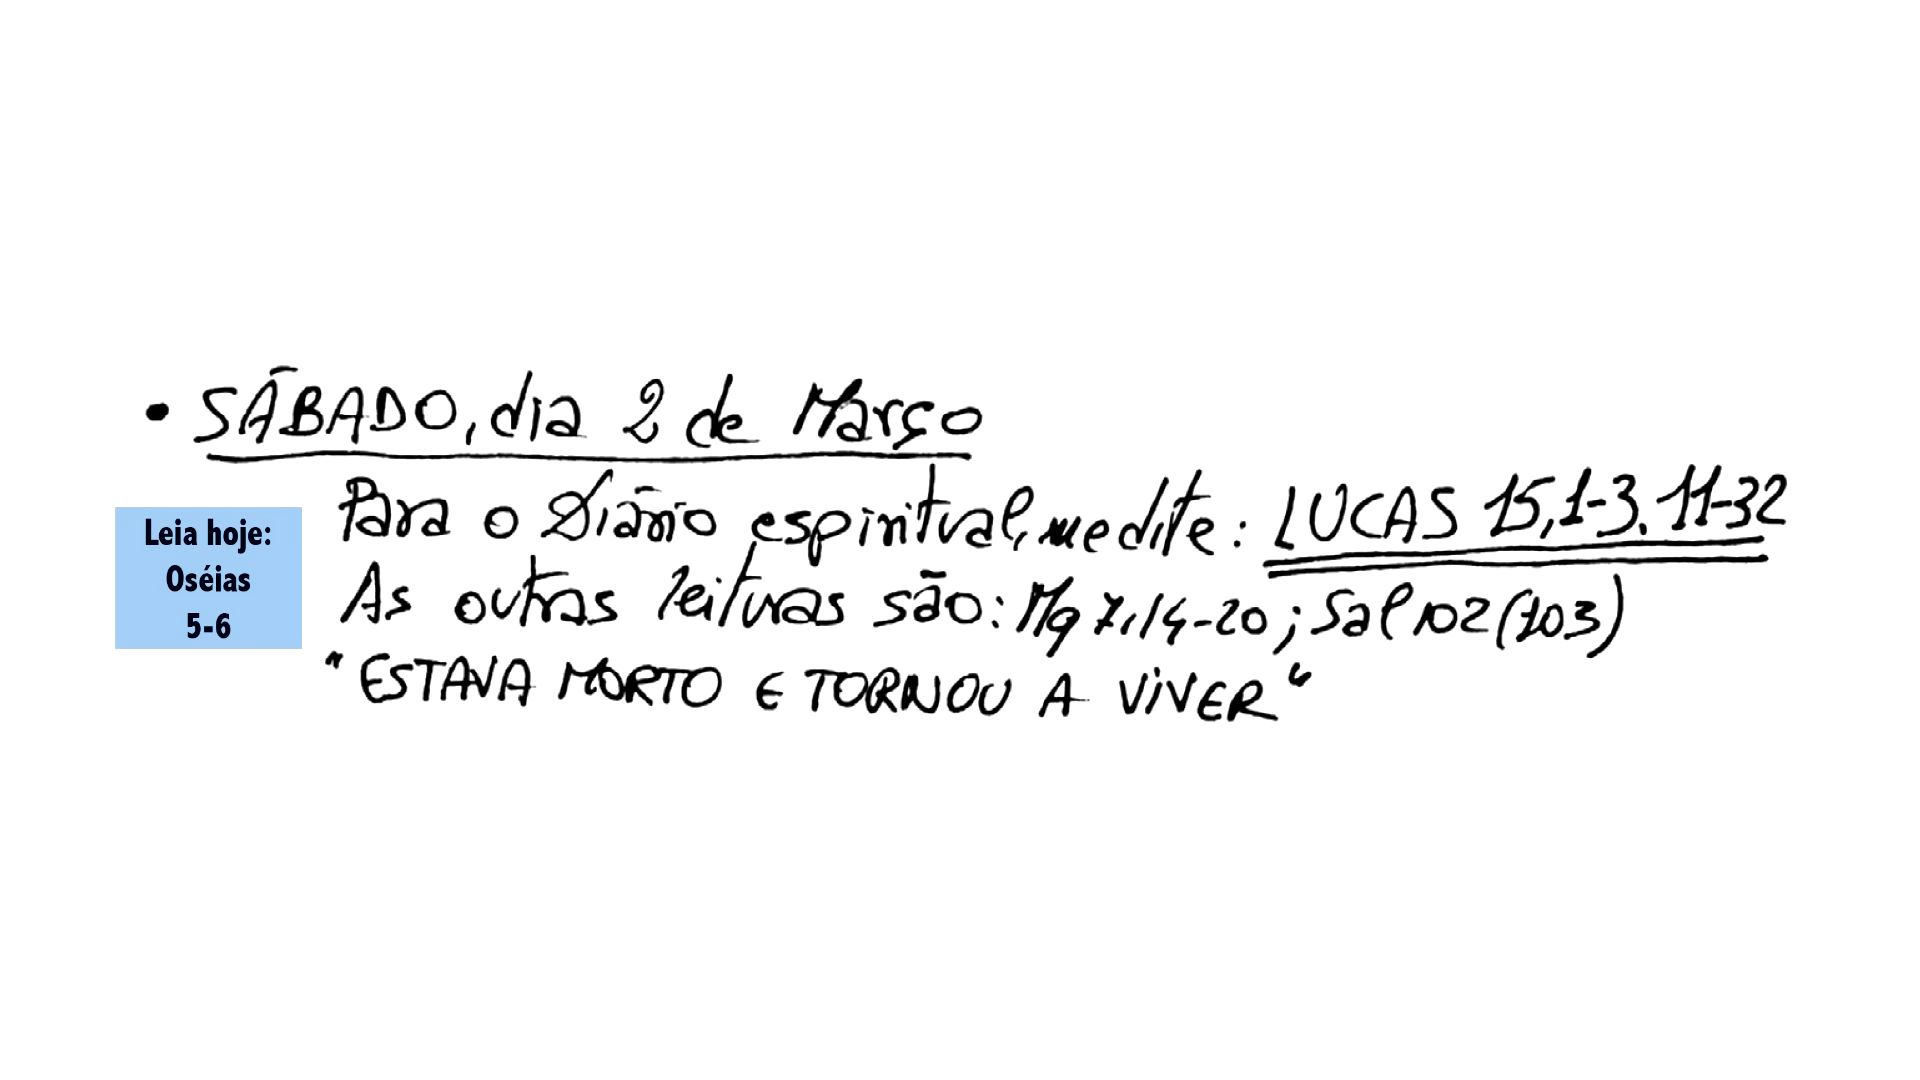 • SÁBADO, dia 2 de Março
Para o Diário espiritual, medite: LUCAS 15,1-3.11-32
As outras leituras são: Mq 7,14-20; Sal 102(103)
"ESTAVA MORTO E TORNOU A VIVER"
Leia hoje:
Oséias
5-6